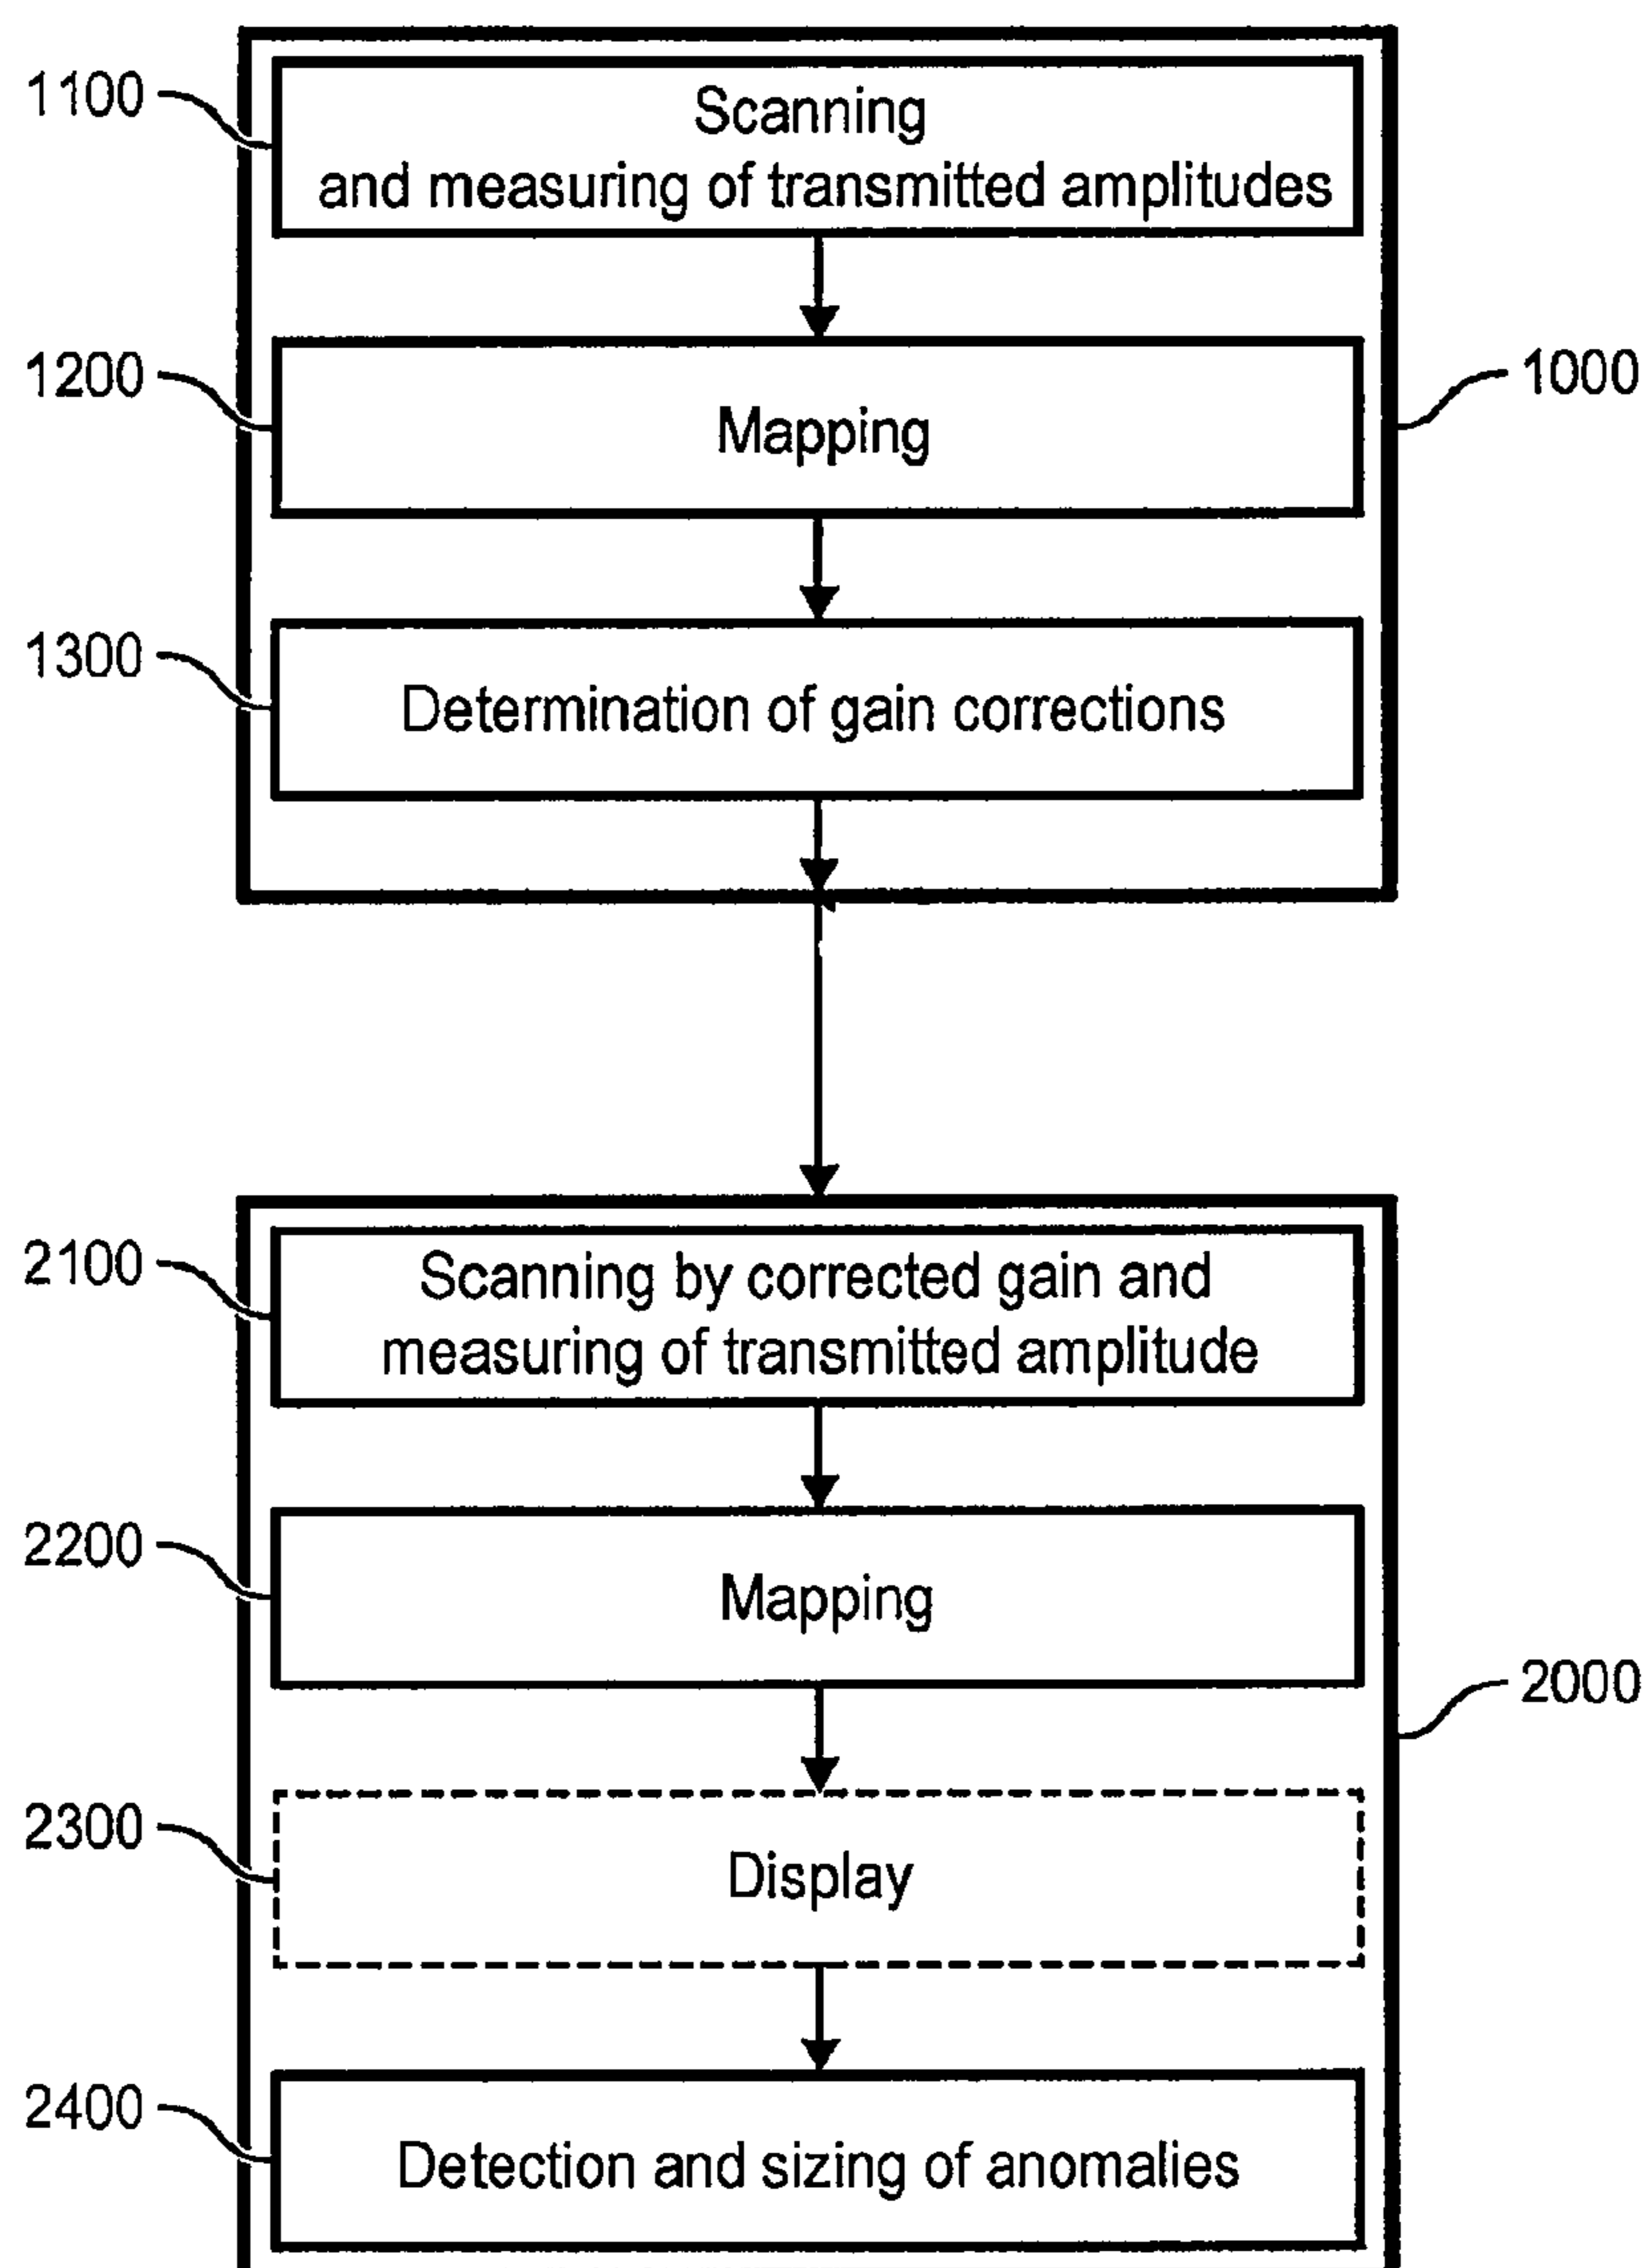 1100
Scanning
and measuring of transmitted amplitudes
1200
Mapping
1000
1300
Determination of gain corrections
2100
Scanning by corrected gain and
measuring of transmitted amplitude
2200
Mapping
2000
2300
Display
2400
Detection and sizing of anomalies